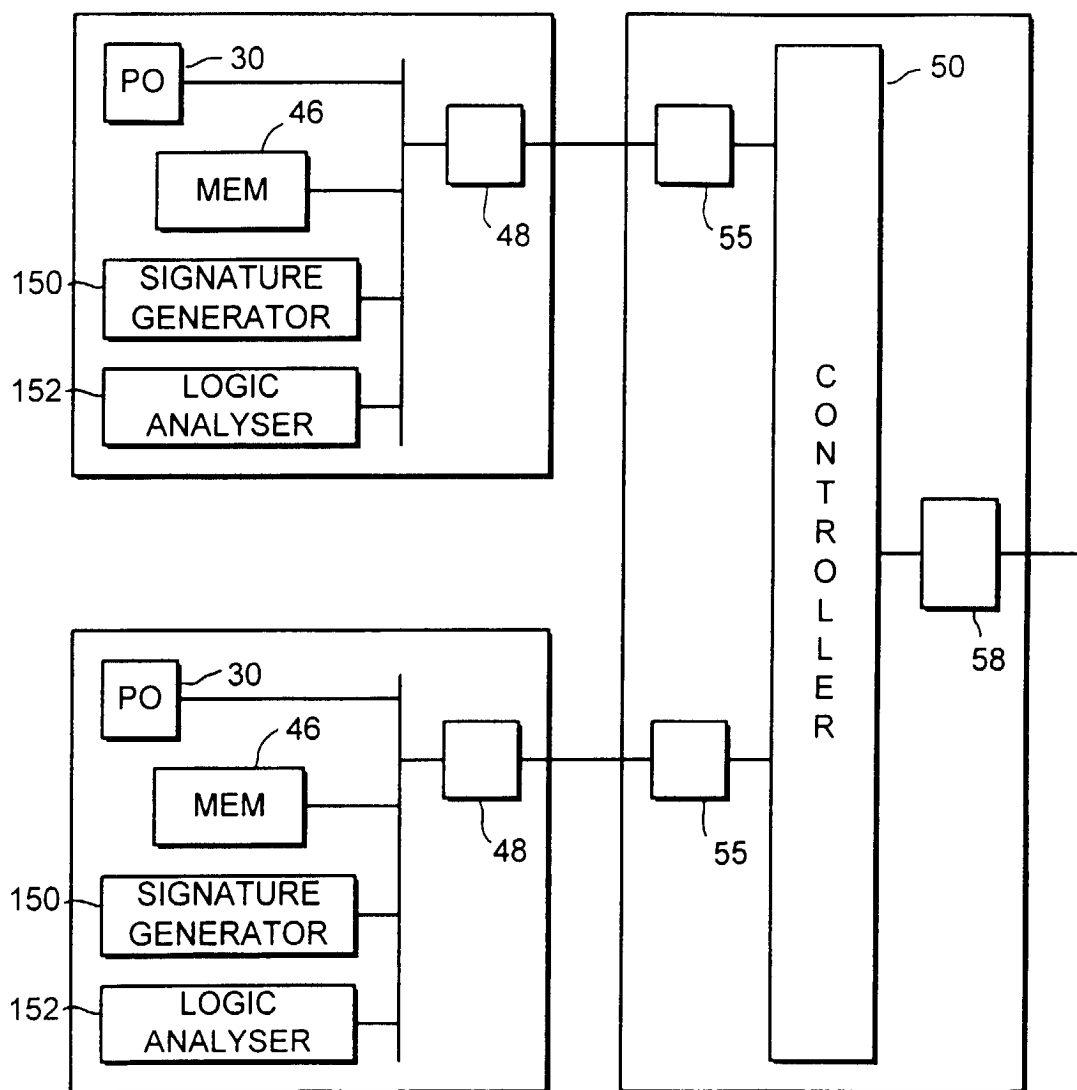 PO
30
46
MEM
48
150
SIGNATURE
GENERATOR
152
LOGIC
ANALYSER
55
50
CONTROLLER
58
PO
30
46
MEM
48
150
SIGNATURE
GENERATOR
152
LOGIC
ANALYSER
55